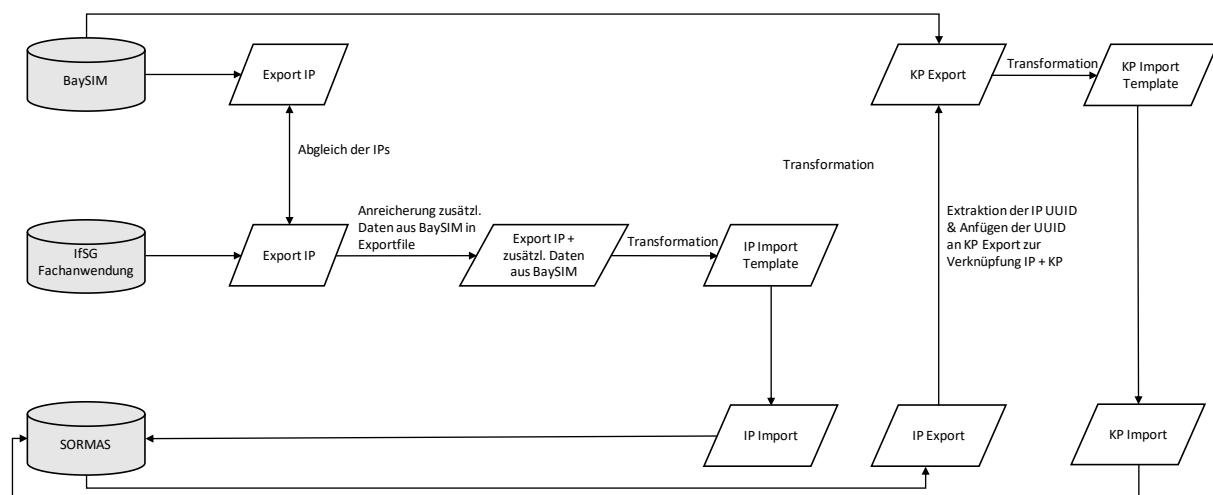 BaySIM
Export IP
KP Export
Transformation
KP Import
Template
Abgleich der IPs
Transformation
IfSG
Fachanwendung
Export IP
Anreicherung zusätzl.
Daten aus BaySIM in
Exportfile
Export IP +
zusätzl. Daten
aus BaySIM
Transformation
IP Import
Template
Extraktion der IP UUID
& Anfügen der UUID
an KP Export zur
Verknüpfung IP + KP
SORMAS
IP Import
IP Export
KP Import